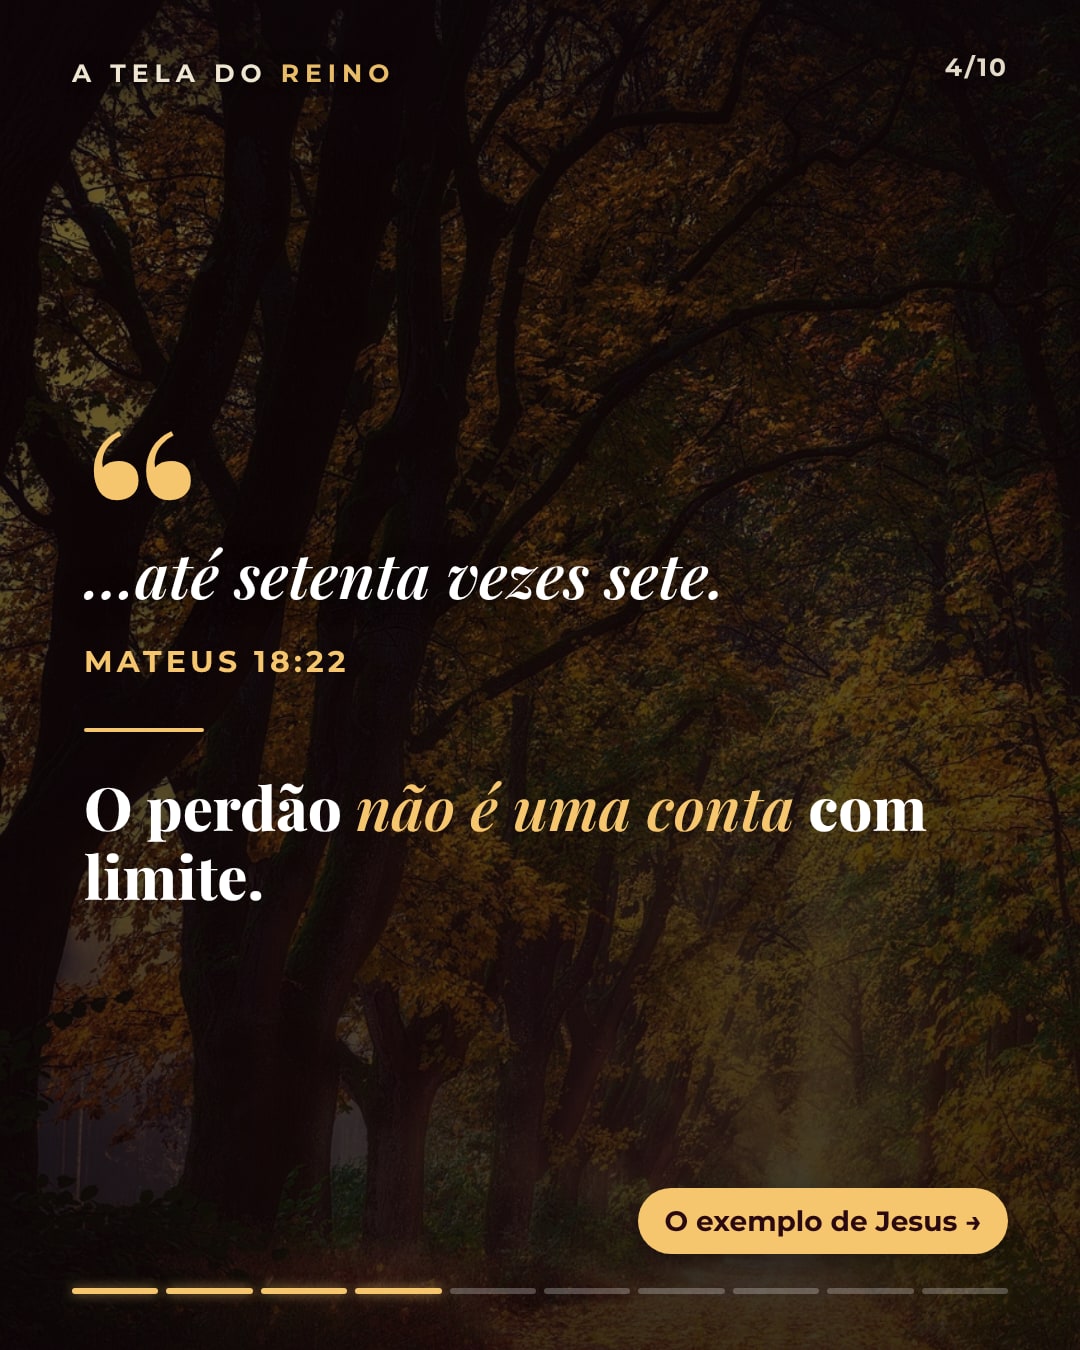 A TELA DO REINO
4/10
“
...até setenta vezes sete.
MATEUS 18:22
O perdão não é uma conta com
limite.
O exemplo de Jesus →